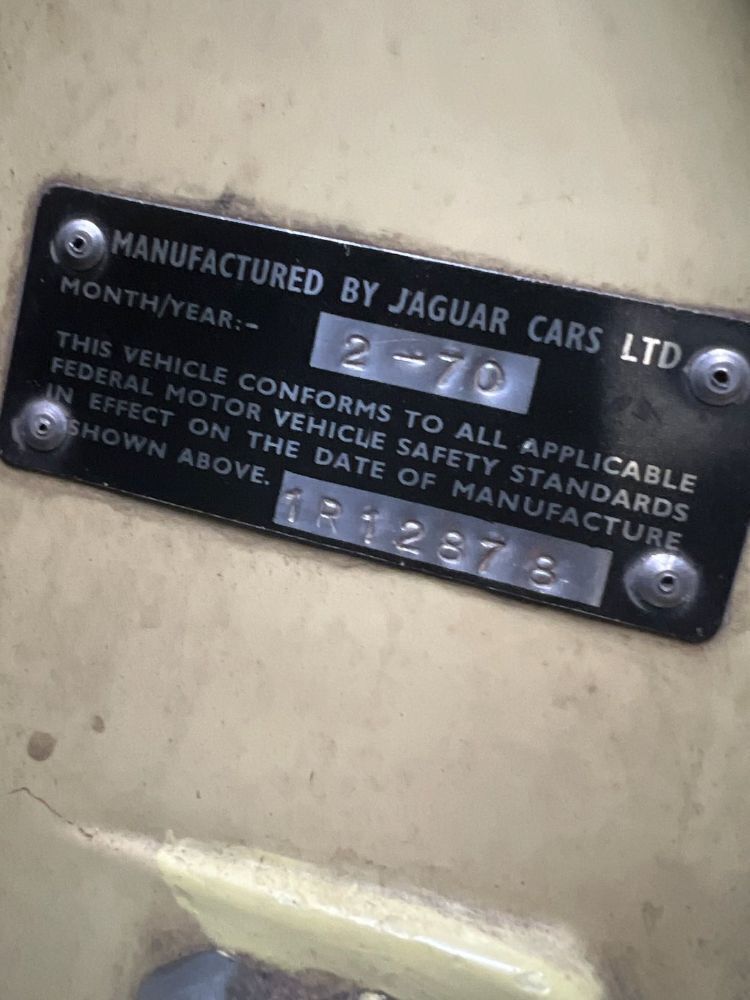 MANUFACTURED BY JAGUAR CARS LTD.
MONTH/YEAR:- 2-70
THIS VEHICLE CONFORMS TO ALL APPLICABLE
FEDERAL MOTOR VEHICLE SAFETY STANDARDS
IN EFFECT ON THE DATE OF MANUFACTURE
SHOWN ABOVE. 1R12878